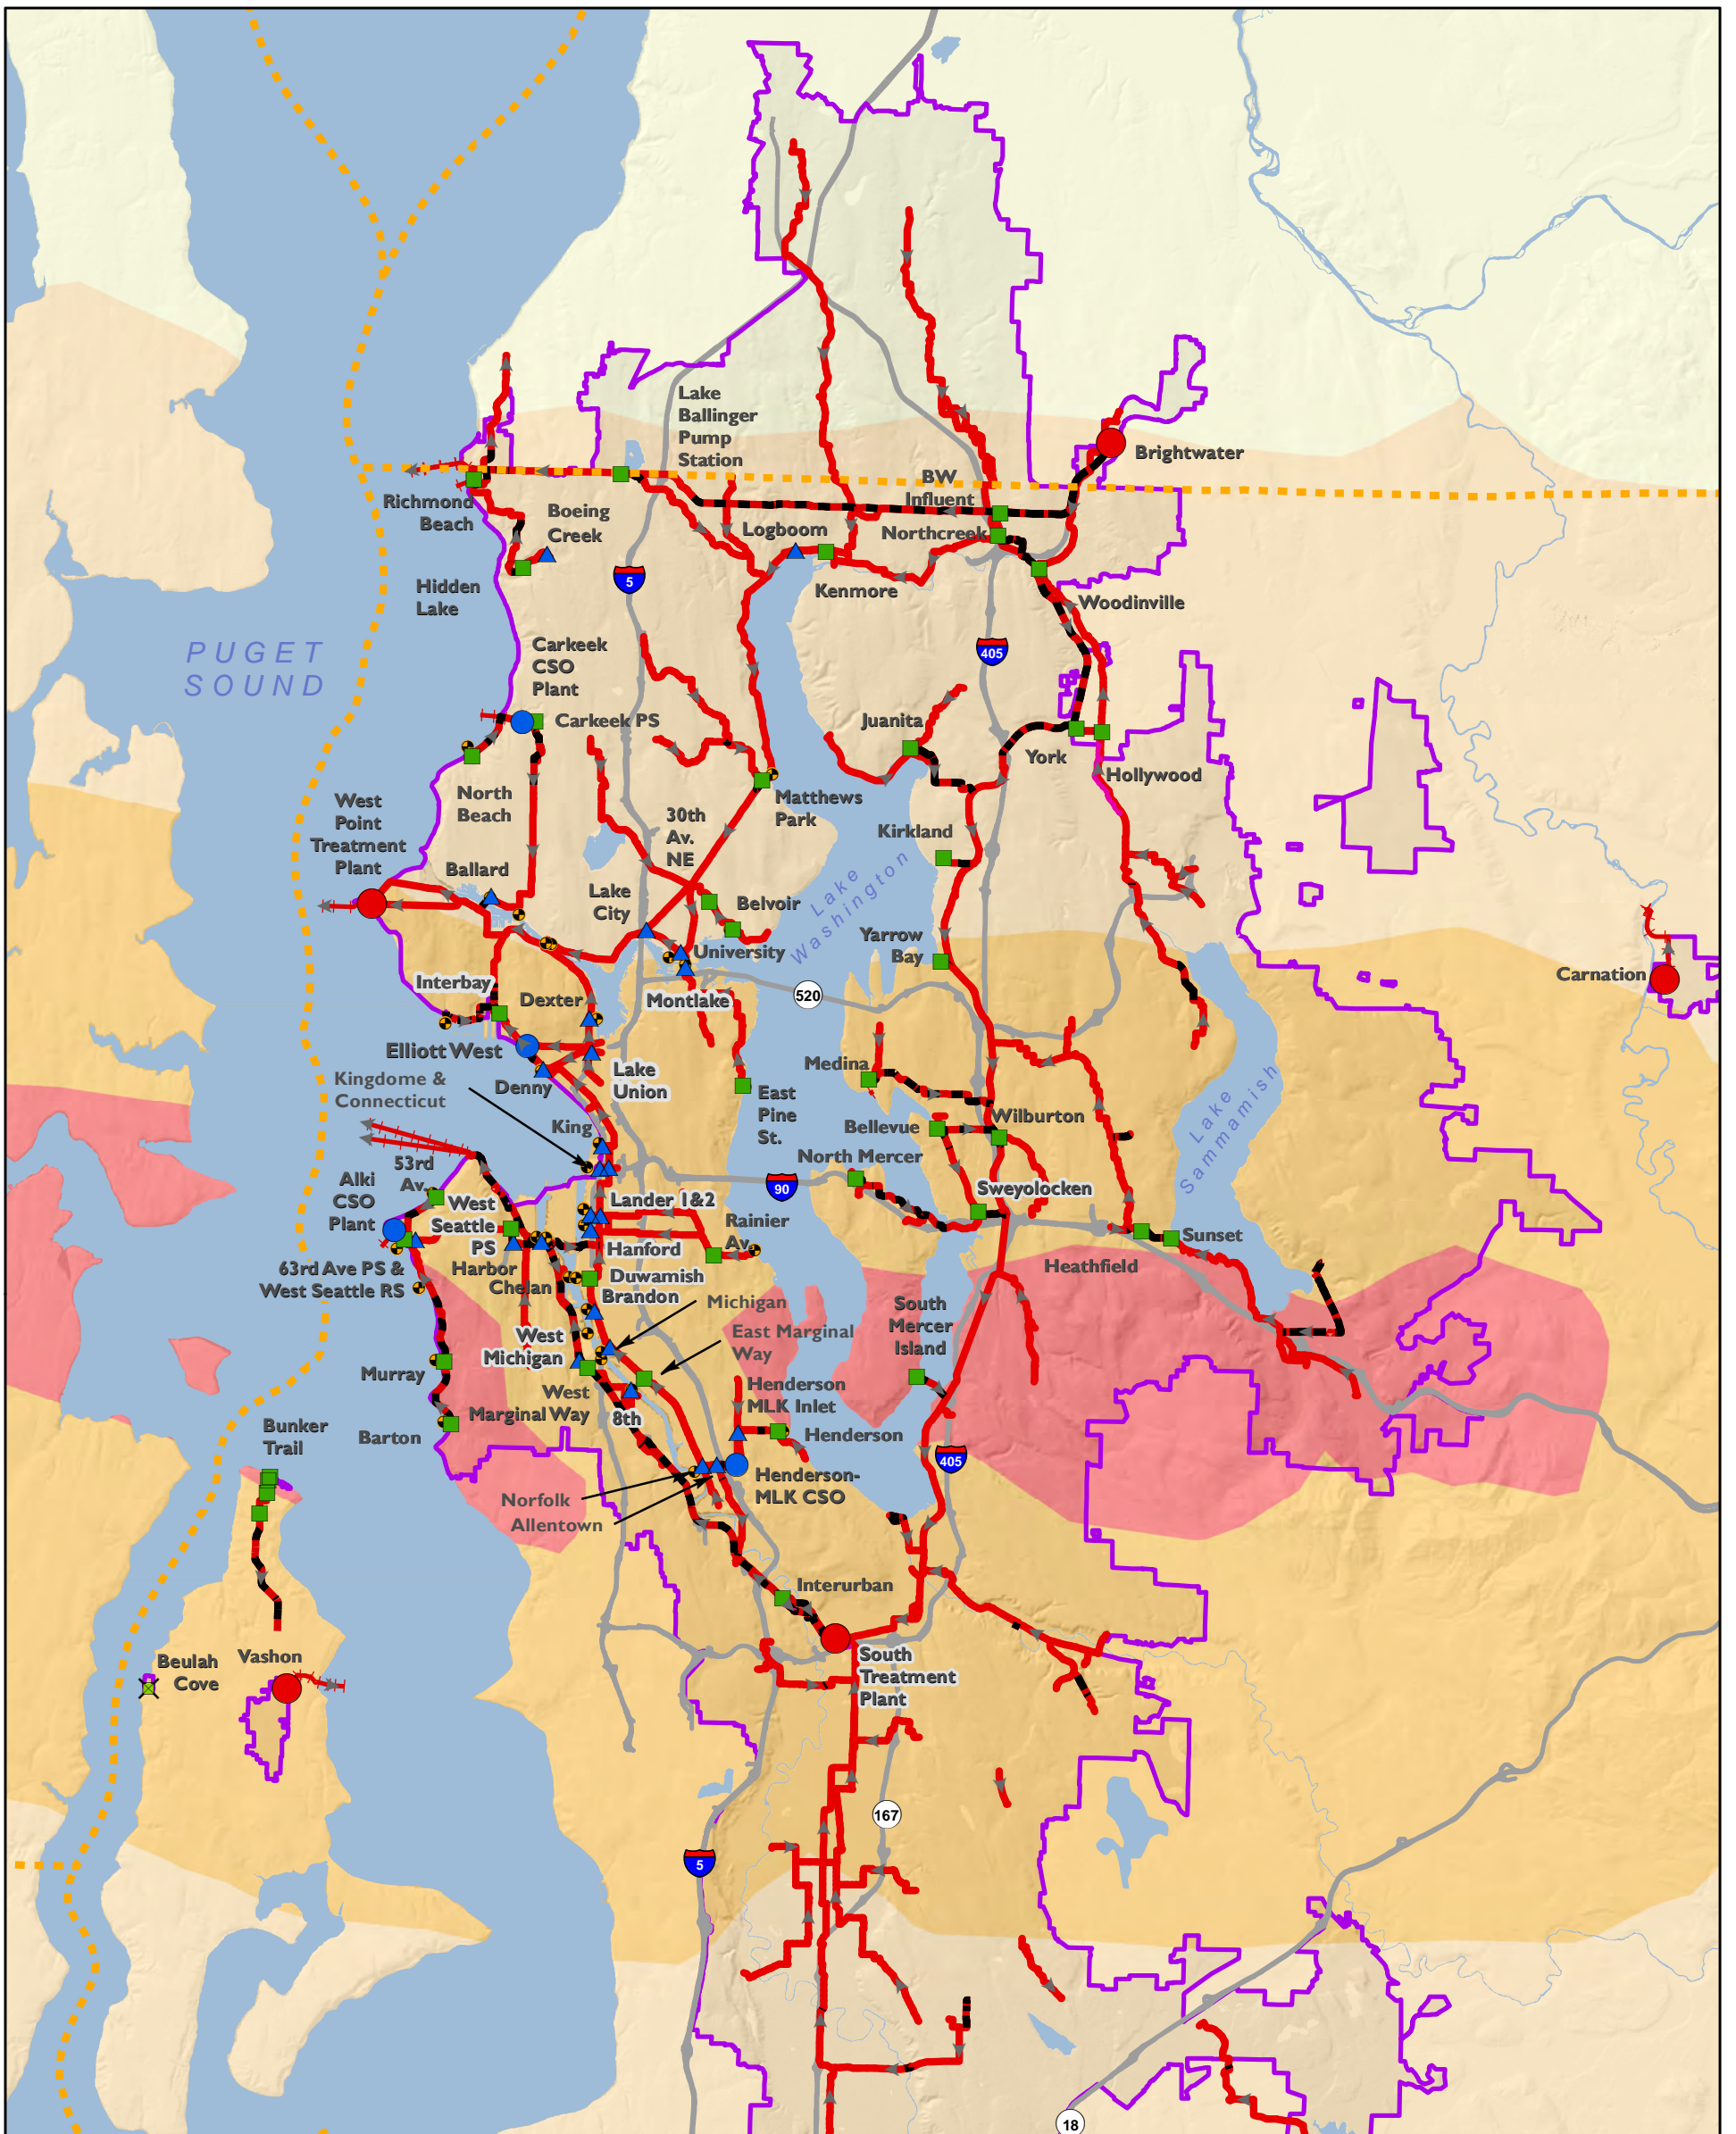 Lake
Ballinger
Pump
Station
Brightwater
BW
Influent
Richmond
Beach
Boeing
Creek
Logboom
Northcreek
5
Hidden
Lake
Kenmore
Woodinville
PUGET
SOUND
Carkeek
CSO
Plant
405
Carkeek PS
Juanita
York
Hollywood
North
Beach
Matthews
Park
West
Point
Treatment
Plant
30th
Av.
NE
Kirkland
Ballard
Lake
City
Belvoir
Lake
Washington
University
Yarrow
Bay
Carnation
Interbay
Dexter
Montlake
520
Elliott West
Kingdome &
Connecticut
Denny
Lake
Union
East
Pine
St.
Medina
Lake
Sammamish
King
Bellevue
Wilburton
53rd
Av.
North Mercer
90
Alki
CSO
Plant
West
Seattle
PS
Lander 1&2
Rainier
Av.
Sweyolocken
Sunset
Hanford
63rd Ave PS &
West Seattle RS
Harbor
Chelan
Duwamish
Brandon
Heathfield
Michigan
South
Mercer
Island
East Marginal
Way
West
Michigan
Murray
West
Marginal Way
8th
Henderson
MLK Inlet
Bunker
Trail
Barton
Henderson
405
Henderson-
MLK CSO
Norfolk
Allentown
Interurban
Beulah
Cove
Vashon
South
Treatment
Plant
167
5
18